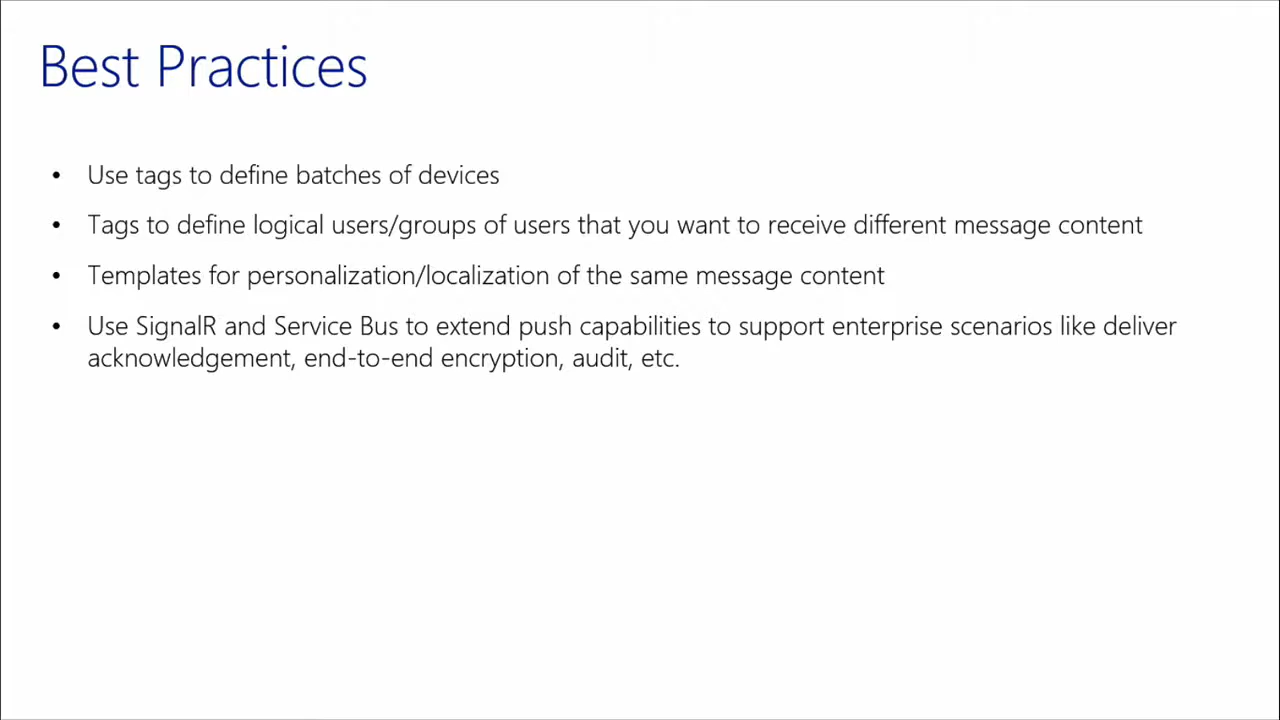 Best Practices
• Use tags to define batches of devices
• Tags to define logical users/groups of users that you want to receive different message content
• Templates for personalization/localization of the same message content
• Use SignalR and Service Bus to extend push capabilities to support enterprise scenarios like deliver
acknowledgement, end-to-end encryption, audit, etc.